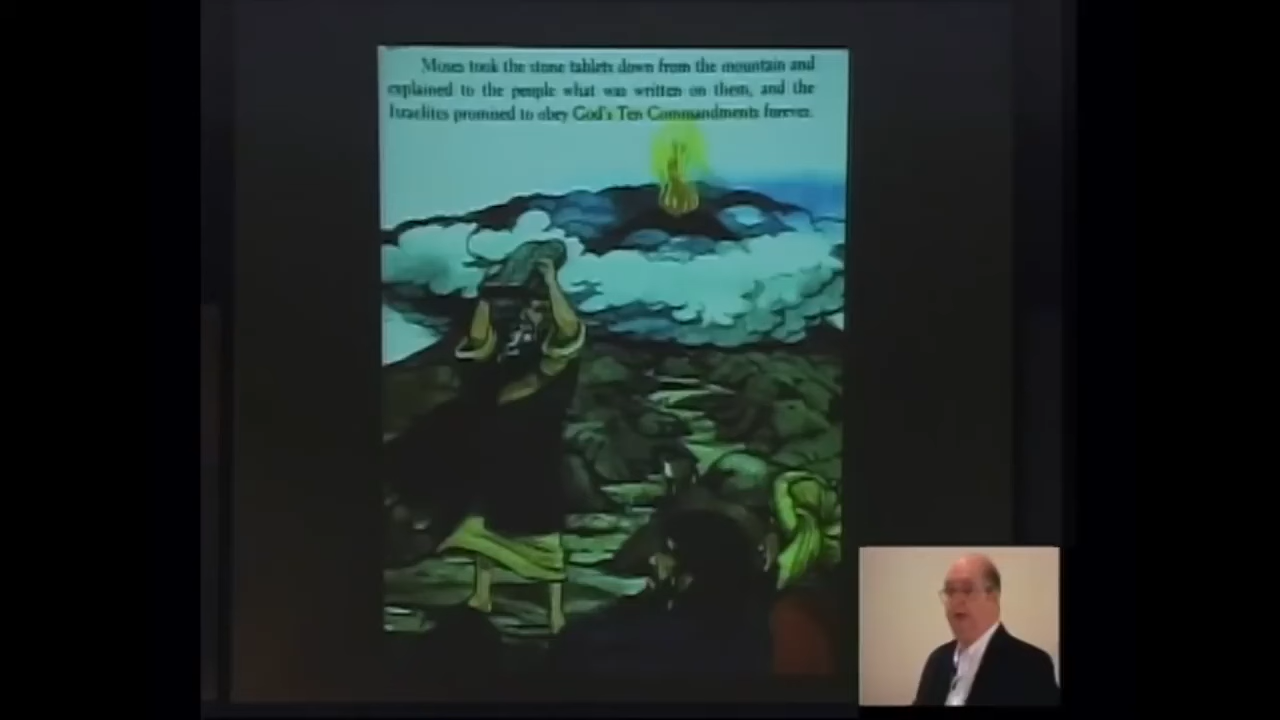 Moses took the stone tablets down from the mountain and
explained to the people what was written on them, and the
Israelites promised to obey God's Ten Commandments forever.